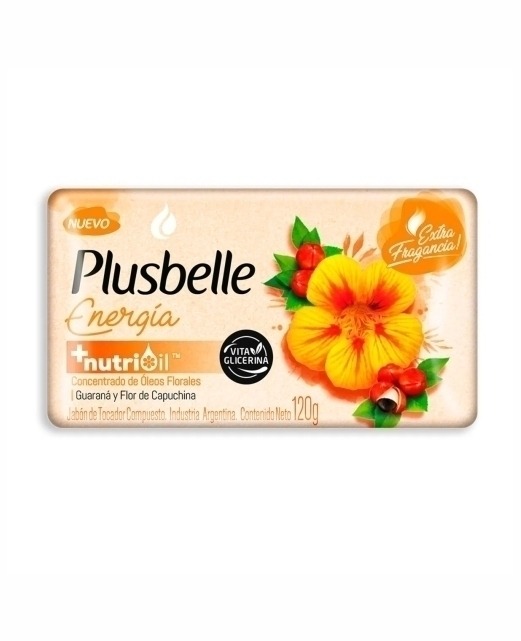 NUEVO
Plusbelle
Energía
+nutriOil™
Concentrado de Óleos Florales
Guaraná y Flor de Capuchina
Jabón de Tocador Compuesto. Industria Argentina. Contenido Neto 120g
VITA
GLICERINA
Extra
Fragancia!